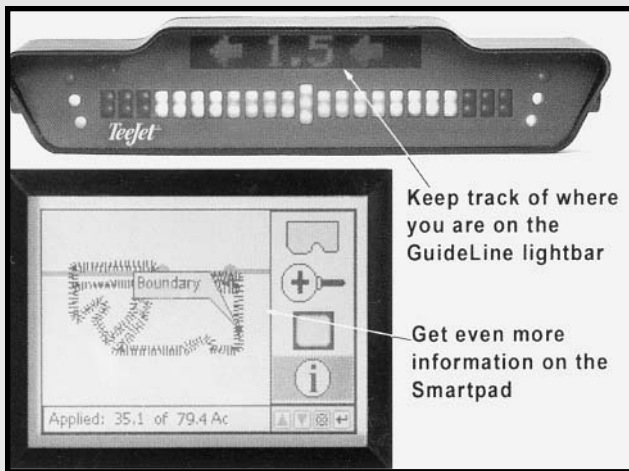 1.5
TeeJet
Keep track of where
you are on the
GuideLine lightbar
Boundary
Get even more
information on the
Smartpad
i
Applied: 35.1 of 79.4 Ac